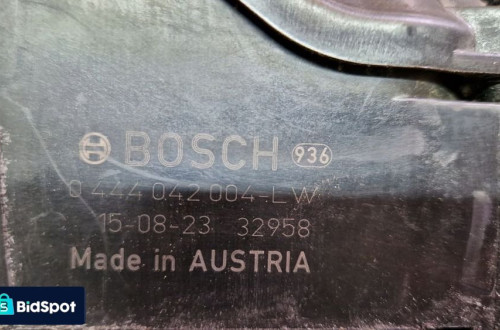 BOSCH 936
0 444 042 004-LW
15-08-23 32958
Made in AUSTRIA
BidSpot